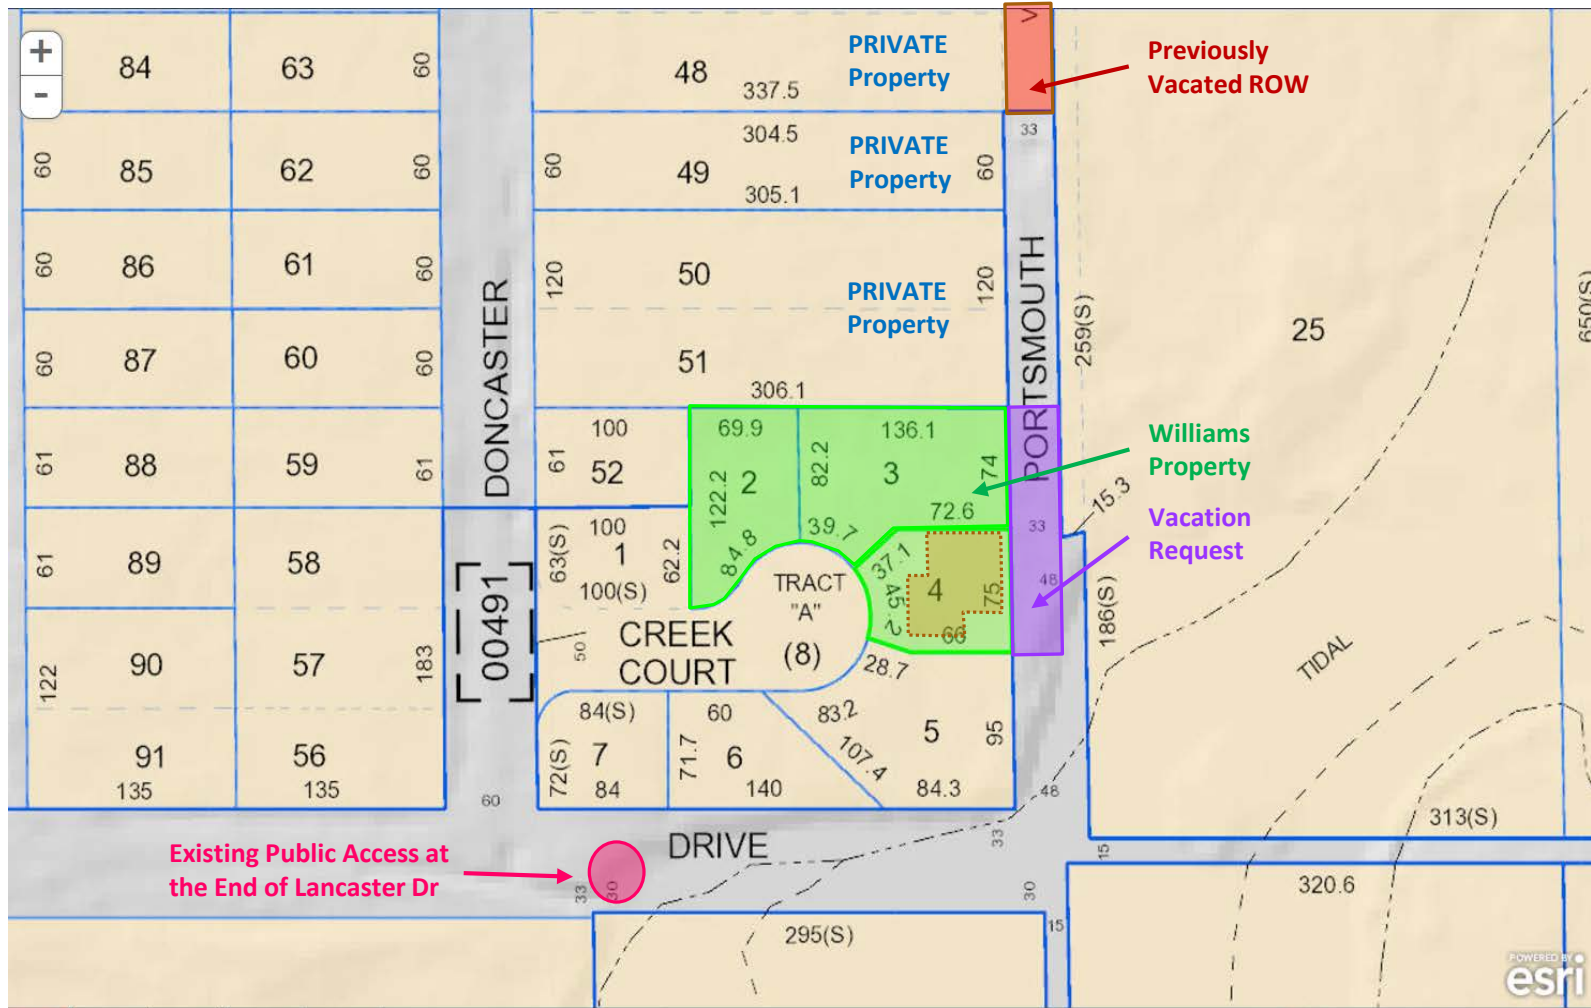 +
-
84
63
60
48
337.5
PRIVATE
Property
V
Previously
Vacated ROW
33
60
85
62
60
60
49
304.5
305.1
PRIVATE
Property
60
60
86
61
60
120
50
PRIVATE
Property
120
PORTSMOUTH
259(S)
25
650(S)
DONCASTER
60
87
60
60
51
306.1
61
88
59
61
61
100
52
69.9
122.2
2
84.8
82.2
136.1
3
74
39.7
72.6
Williams
Property
15.3
33
Vacation
Request
61
89
58
00491
63(S)
100
1
100(S)
62.2
TRACT
"A"
(8)
37.1
45.2
4
75
66
48
186(S)
TIDAL
CREEK
COURT
50
28.7
122
90
57
183
84(S)
60
83.2
107.4
5
95
91
135
56
135
60
72(S)
7
84
71.7
6
140
84.3
48
313(S)
Existing Public Access at
the End of Lancaster Dr
DRIVE
33
30
33
15
30
320.6
15
295(S)
POWERED BY
esri